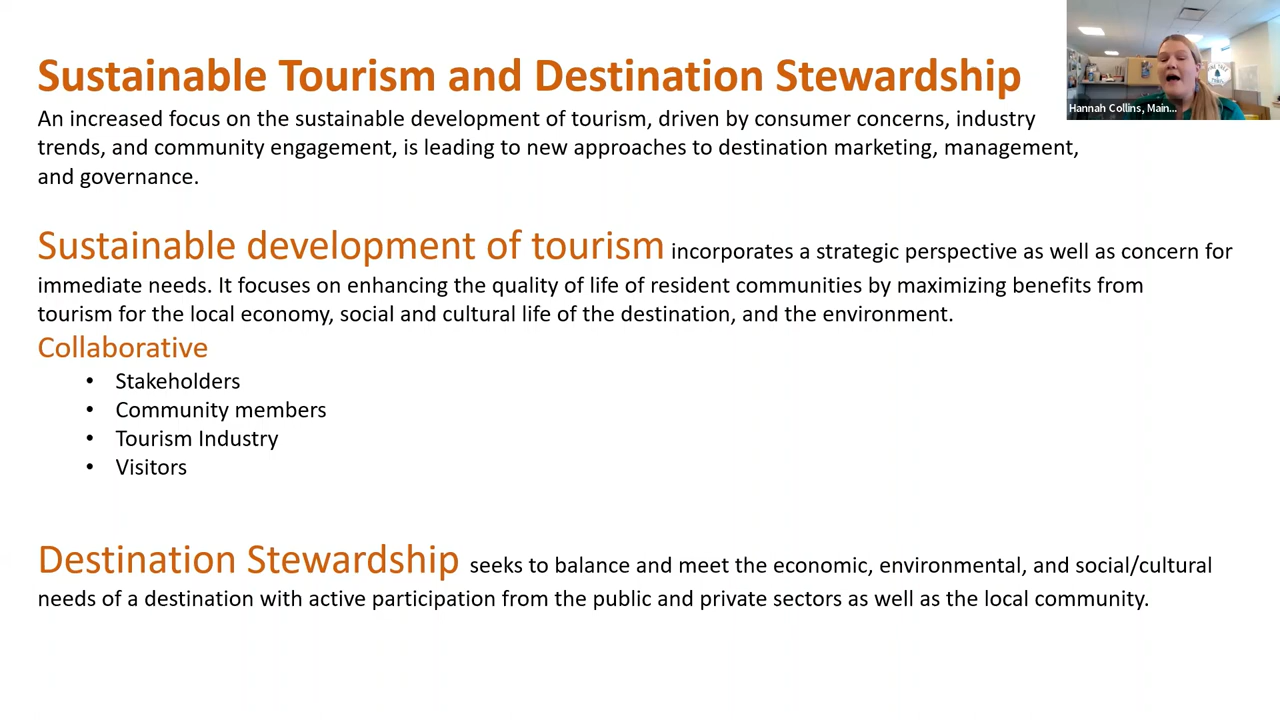 Sustainable Tourism and Destination Stewardship
An increased focus on the sustainable development of tourism, driven by consumer concerns, industry
trends, and community engagement, is leading to new approaches to destination marketing, management,
and governance.
Sustainable development of tourism incorporates a strategic perspective as well as concern for
immediate needs. It focuses on enhancing the quality of life of resident communities by maximizing benefits from
tourism for the local economy, social and cultural life of the destination, and the environment.
Collaborative
• Stakeholders
• Community members
• Tourism Industry
• Visitors
Destination Stewardship seeks to balance and meet the economic, environmental, and social/cultural
needs of a destination with active participation from the public and private sectors as well as the local community.
Hannah Collins, Main...